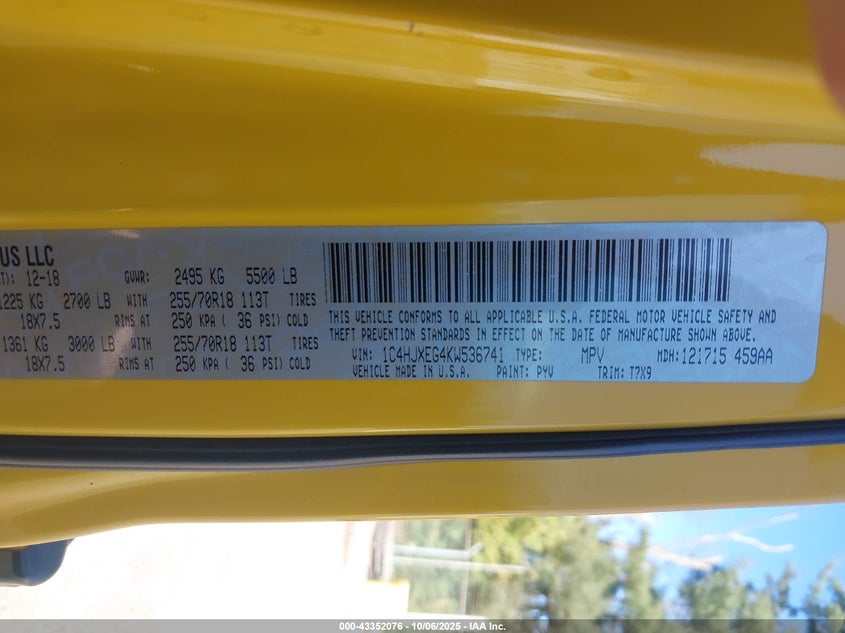 US LLC
T): 12-18 GVWR: 2495 KG 5500 LB
1225 KG 2700 LB WITH 255/70R18 113T TIRES
18X7.5 RIMS AT 250 KPA ( 36 PSI) COLD
1361 KG 3000 LB WITH 255/70R18 113T TIRES
18X7.5 RIMS AT 250 KPA ( 36 PSI) COLD
THIS VEHICLE CONFORMS TO ALL APPLICABLE U.S.A. FEDERAL MOTOR VEHICLE SAFETY AND
THEFT PREVENTION STANDARDS IN EFFECT ON THE DATE OF MANUFACTURE SHOWN ABOVE.
VIN: 1C4HJXEG4KW536741 TYPE: MPV MDH: 121715 459AA
VEHICLE MADE IN U.S.A. PAINT: PYV TRIM: T7X9
000-43352076 - 10/06/2025 - IAA Inc.